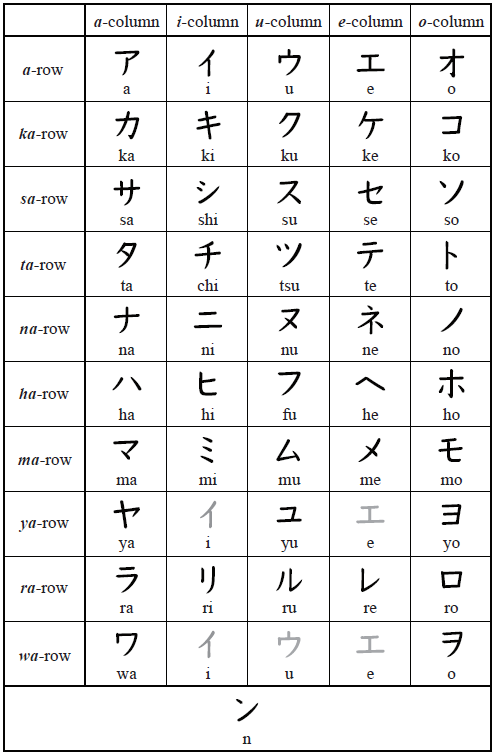 a-column i-column u-column e-column o-column
a-row ア イ ウ エ オ
a i u e o
ka-row カ キ ク ケ コ
ka ki ku ke ko
sa-row サ シ ス セ ソ
sa shi su se so
ta-row タ チ ツ テ ト
ta chi tsu te to
na-row ナ ニ ヌ ネ ノ
na ni nu ne no
ha-row ハ ヒ フ ヘ ホ
ha hi fu he ho
ma-row マ ミ ム メ モ
ma mi mu me mo
ya-row ヤ イ ユ エ ヨ
ya i yu e yo
ra-row ラ リ ル レ ロ
ra ri ru re ro
wa-row ワ イ ウ エ ヲ
wa i u e o
ン
n